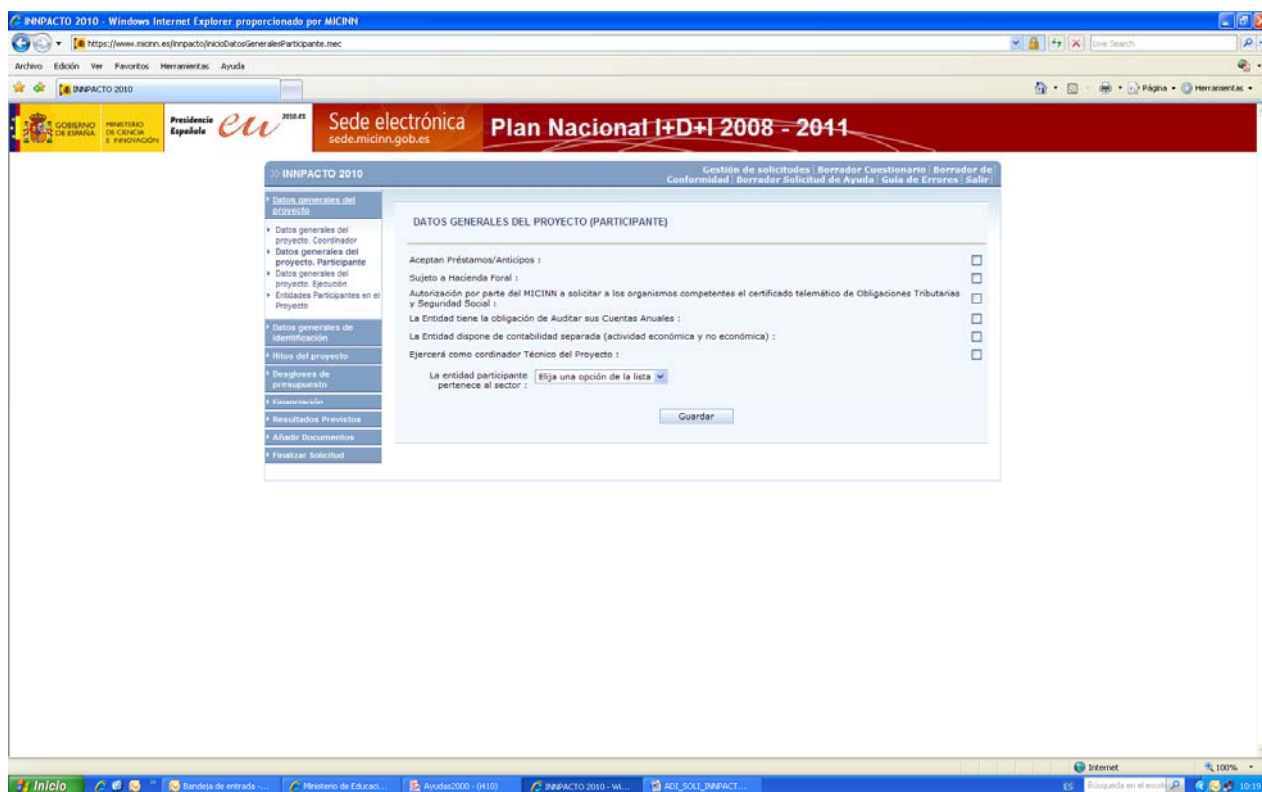 INNPACTO 2010 - Windows Internet Explorer proporcionado por MICINN
https://www.micinn.es/innpacto/inicioDatosGeneralesParticipante.mec
Live Search
Archivo Edición Ver Favoritos Herramientas Ayuda
INNPACTO 2010
Página
Herramientas
GOBIERNO DE ESPAÑA
MINISTERIO DE CIENCIA E INNOVACIÓN
Presidencia Española
eu
2010.es
Sede electrónica
sede.micinn.gob.es
Plan Nacional I+D+I 2008 - 2011
INNPACTO 2010
Gestión de solicitudes | Borrador Cuestionario | Borrador de
Conformidad | Borrador Solicitud de Ayuda | Guia de Errores | Salir
Datos generales del
proyecto
Datos generales del
proyecto. Coordinador
Datos generales del
proyecto. Participante
Datos generales del
proyecto. Ejecución
Entidades Participantes en el
Proyecto
Datos generales de
identificación
Hitos del proyecto
Desgloses de
presupuesto
Financiación
Resultados Previstos
Añadir Documentos
Finalizar Solicitud
DATOS GENERALES DEL PROYECTO (PARTICIPANTE)
Aceptan Préstamos/Anticipos :
Sujeto a Hacienda Foral :
Autorización por parte del MICINN a solicitar a los organismos competentes el certificado telemático de Obligaciones Tributarias
y Seguridad Social :
La Entidad tiene la obligación de Auditar sus Cuentas Anuales :
La Entidad dispone de contabilidad separada (actividad económica y no económica) :
Ejercerá como cordinador Técnico del Proyecto :
La entidad participante
pertenece al sector :
Elija una opción de la lista
Guardar
Internet
100%
Inicio
Bandeja de entrada -...
Ministerio de Educaci...
Ayudas2000 - (0410)
INNPACTO 2010 - Wi...
ADI_SOLI_INNPACT...
ES
Búsqueda en el escrit
10:19